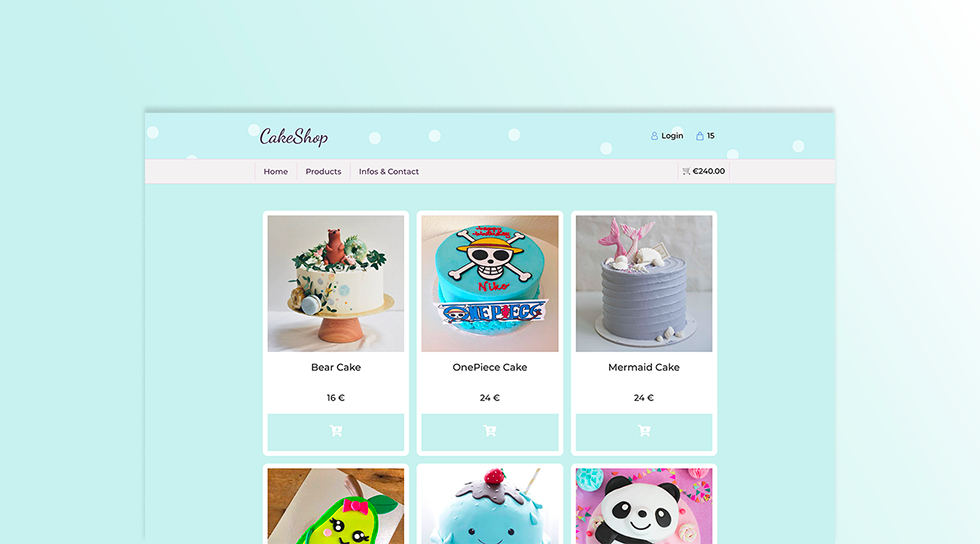 CakeShop
Login 15
Home Products Infos & Contact €240.00
Niko
ONE PIECE
Bear Cake OnePiece Cake Mermaid Cake
16 € 24 € 24 €